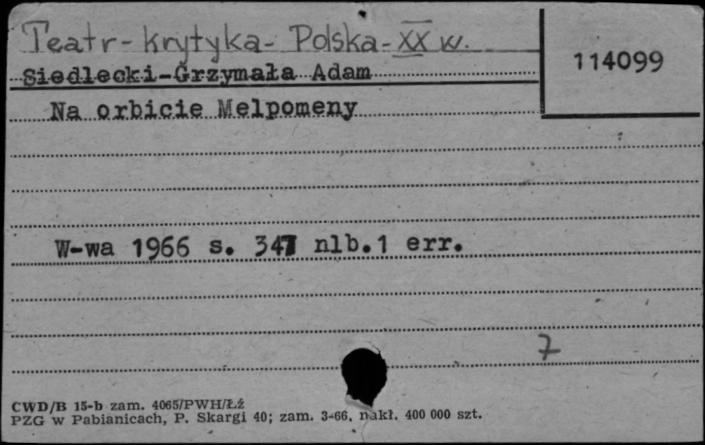 Teatr - krytyka - Polska - XX w.
114099
Siedlecki-Grzymała Adam
Na orbicie Melpomeny
W-wa 1966 s. 347 nlb.1 err.
7
CWD/B 15-b zam. 4065/PWH/Łź
PZG w Pabianicach, P. Skargi 40; zam. 3-66, nakł. 400 000 szt.